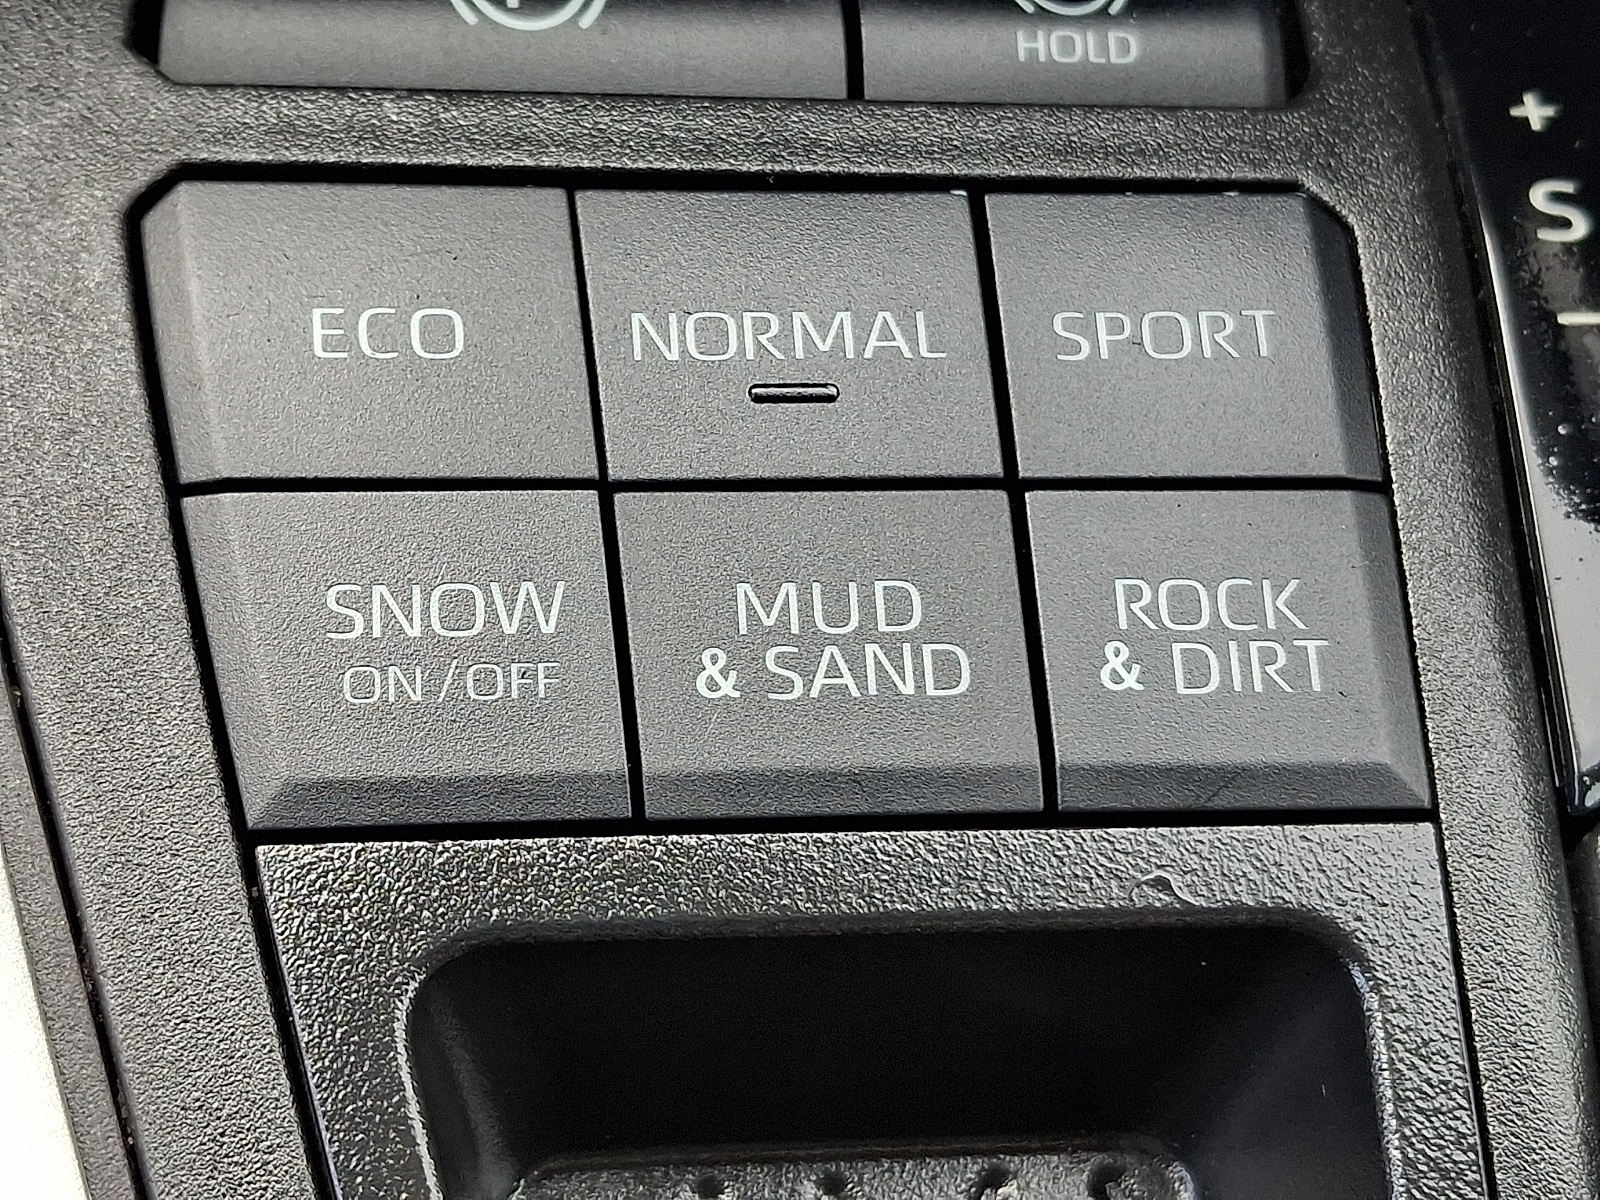 HOLD
+
S
ECO
NORMAL
SPORT
SNOW
ON/OFF
MUD
& SAND
ROCK
& DIRT